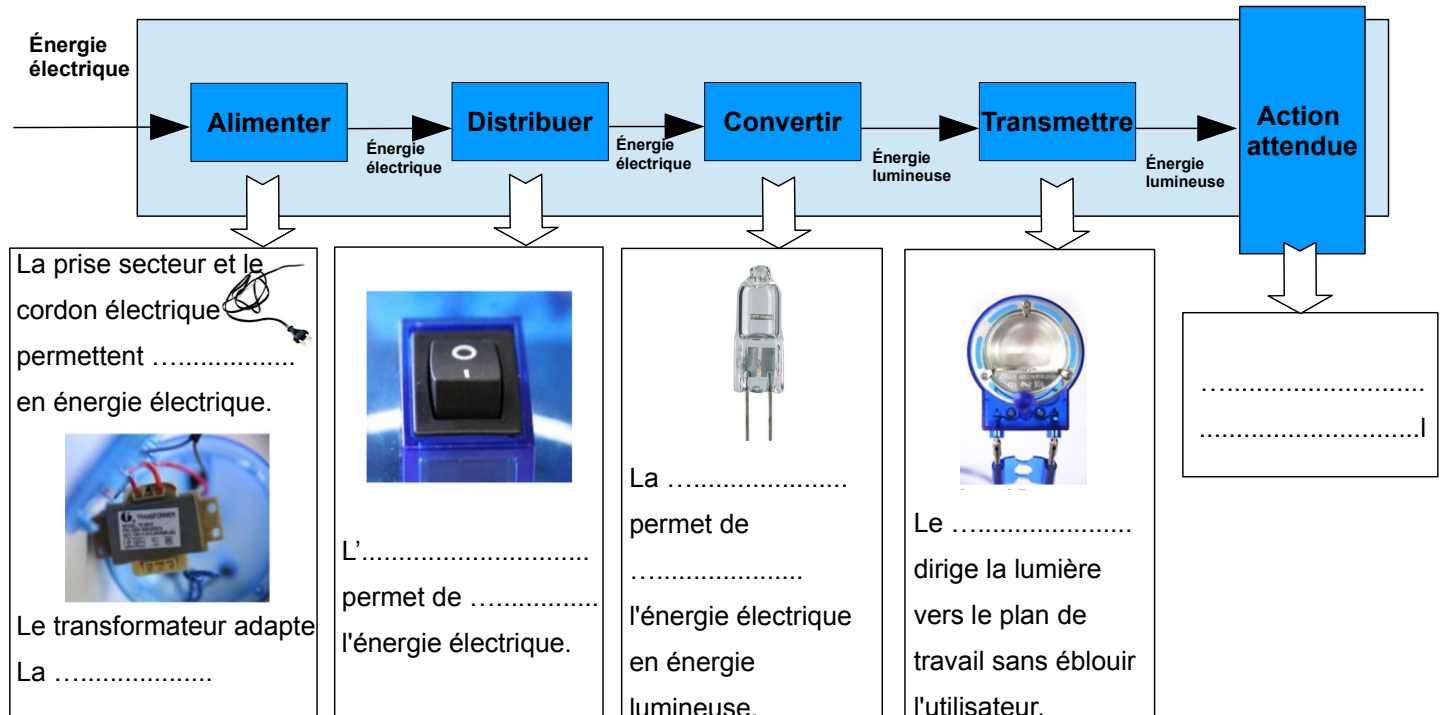 Énergie
électrique
Alimenter
Énergie
électrique
Distribuer
Énergie
électrique
Convertir
Énergie
lumineuse
Transmettre
Énergie
lumineuse
Action
attendue
La prise secteur et le
cordon électrique
permettent …................
en énergie électrique.
TRANSFORMER
Le transformateur adapte
La …..................
L’...............................
permet de ….............
l'énergie électrique.
La ….....................
permet de
…....................
l'énergie électrique
en énergie
lumineuse.
Le ….....................
dirige la lumière
vers le plan de
travail sans éblouir
l'utilisateur.
…...........................
..............................l